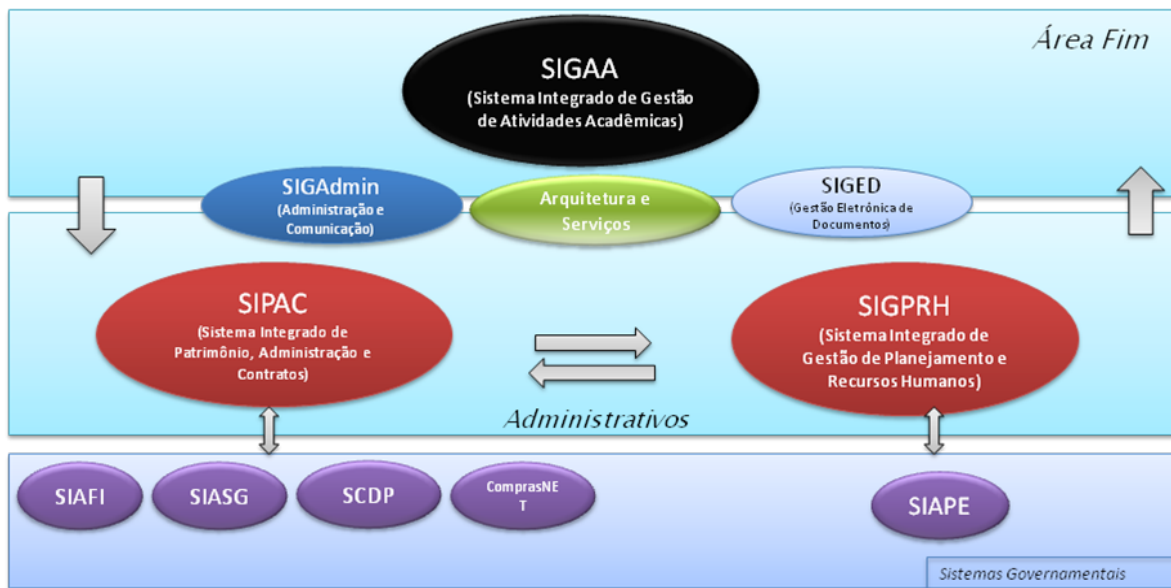 Área Fim
SIGAA
(Sistema Integrado de Gestão
de Atividades Acadêmicas)
SIGAdmin
(Administração e
Comunicação)
Arquitetura e
Serviços
SIGED
(Gestão Eletrônica de
Documentos)
SIPAC
(Sistema Integrado de
Patrimônio, Administração e
Contratos)
SIGPRH
(Sistema Integrado de
Gestão de Planejamento e
Recursos Humanos)
Administrativos
SIAFI
SIASG
SCDP
ComprasNE
T
SIAPE
Sistemas Governamentais